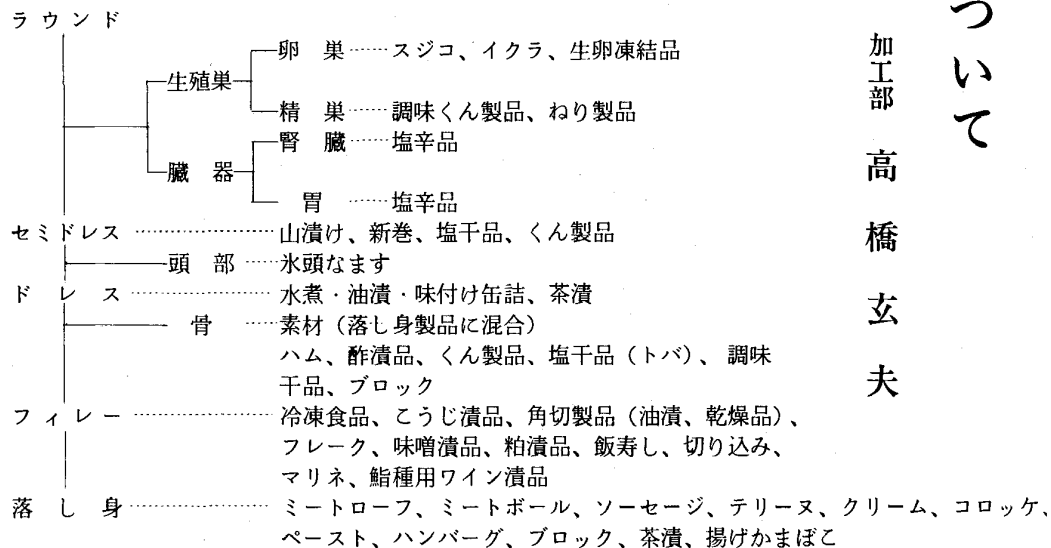 ついて
加工部 高橋玄夫
ラウンド
生殖巣
卵巣……スジコ、イクラ、生卵凍結品
精巣……調味くん製品、ねり製品
臓器
腎臓……塩辛品
胃……塩辛品
セミドレス……山漬け、新巻、塩干品、くん製品
頭部……氷頭なます
ドレス……水煮・油漬・味付け缶詰、茶漬
骨……素材（落し身製品に混合）
ハム、酢漬品、くん製品、塩干品（トバ）、調味
干品、ブロック
フィレー……冷凍食品、こうじ漬品、角切製品（油漬、乾燥品）、
フレーク、味噌漬品、粕漬品、飯寿し、切り込み、
マリネ、鮨種用ワイン漬品
落し身……ミートローフ、ミートボール、ソーセージ、テリーヌ、クリーム、コロッケ、
ペースト、ハンバーグ、ブロック、茶漬、揚げかまぼこ